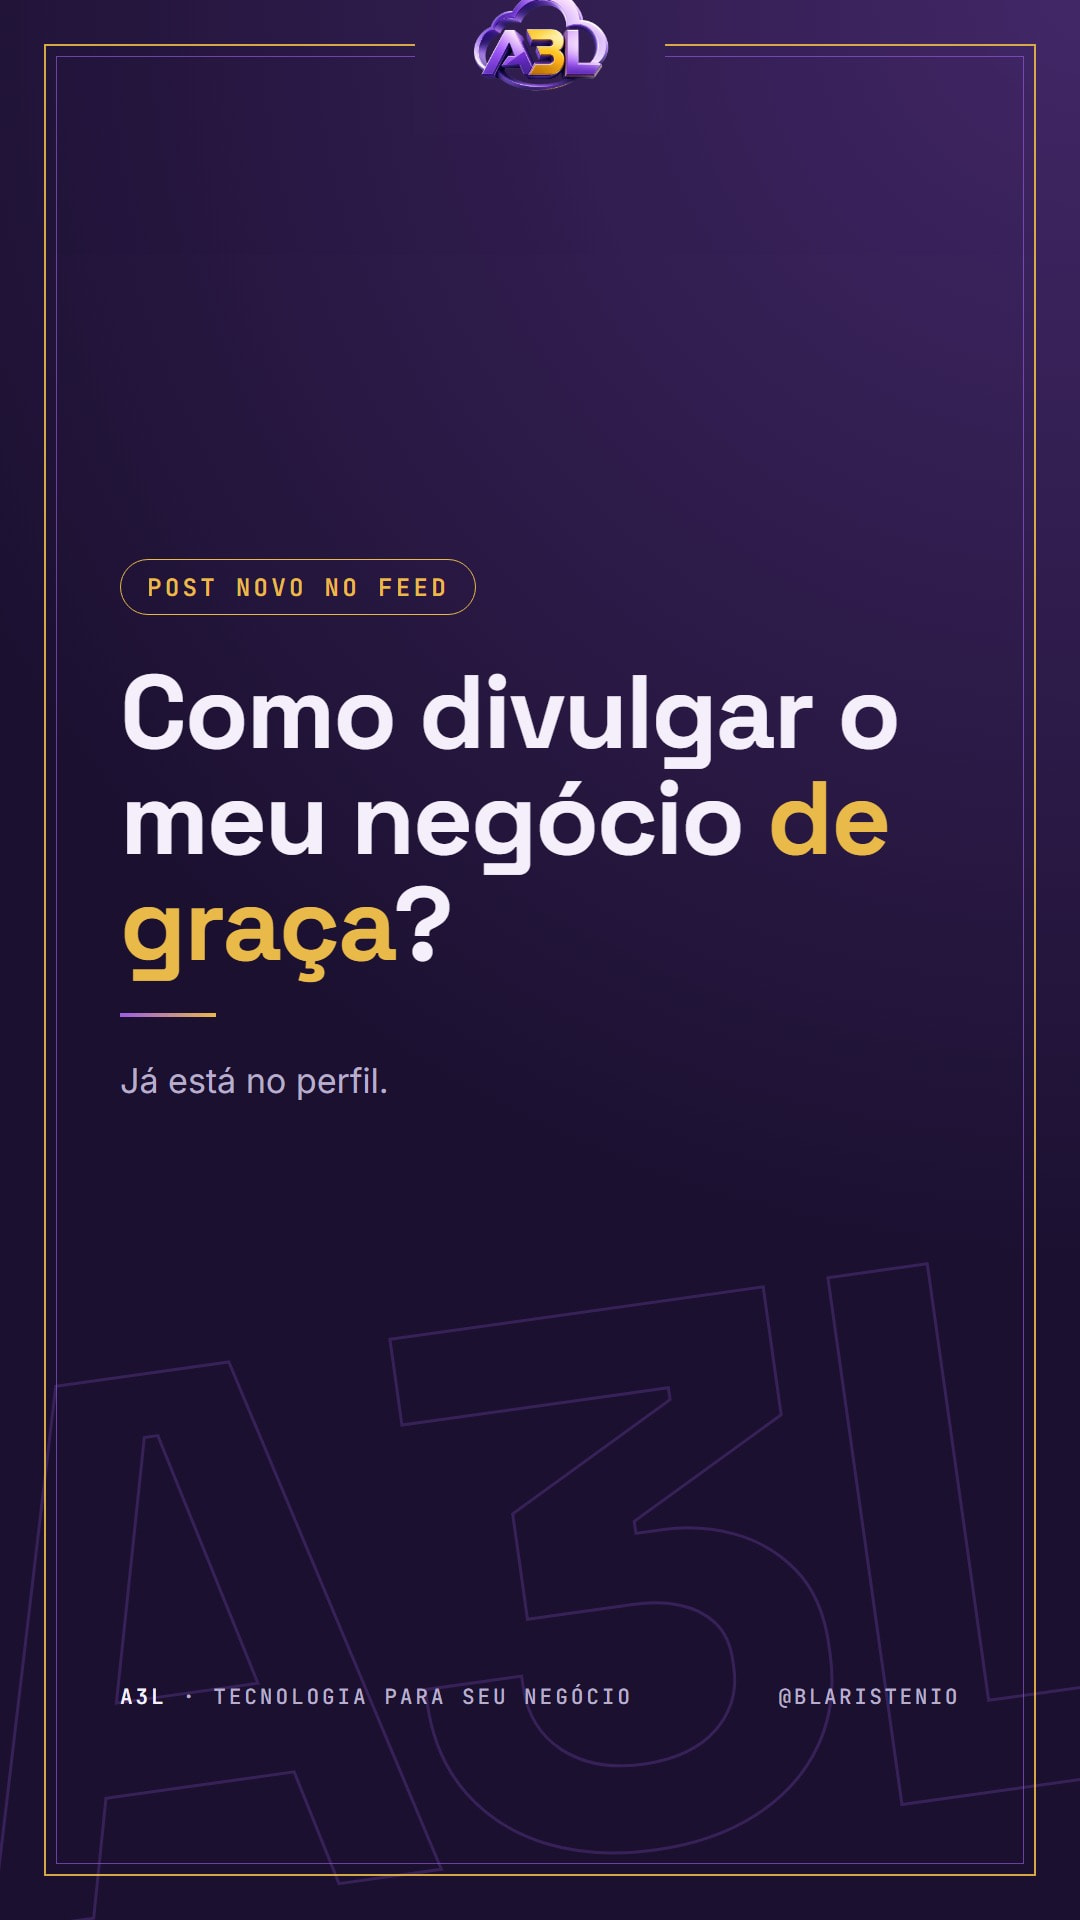 A3L
POST NOVO NO FEED
Como divulgar o
meu negócio de
graça?
Já está no perfil.
A3L
A3L · TECNOLOGIA PARA SEU NEGÓCIO
@BLARISTENIO